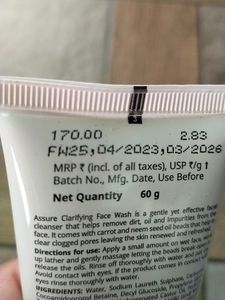 170.00 2.83
FW25,04/2023,03/2026
MRP ₹ (incl. of all taxes), USP ₹/g ↑
Batch No., Mfg. Date, Use Before
Net Quantity 60 g
Assure Clarifying Face Wash is a gentle yet effective facial
cleanser that helps remove dirt, oil and impurities from the
face. It comes with carrot and neem seed oil beads that help
clear clogged pores leaving the skin renewed and refreshed.
Directions for use: Apply a small amount on wet face, work
up lather and gently massage letting the beads break to
release the oils. Rinse off thoroughly with water and pat dry.
Avoid contact with eyes. If the product comes in
eyes rinse thoroughly with water.
INGREDIENTS: Water, Sodium Laureth Sulphate,
Cocoamidopropyl Betaine, Glyceryl